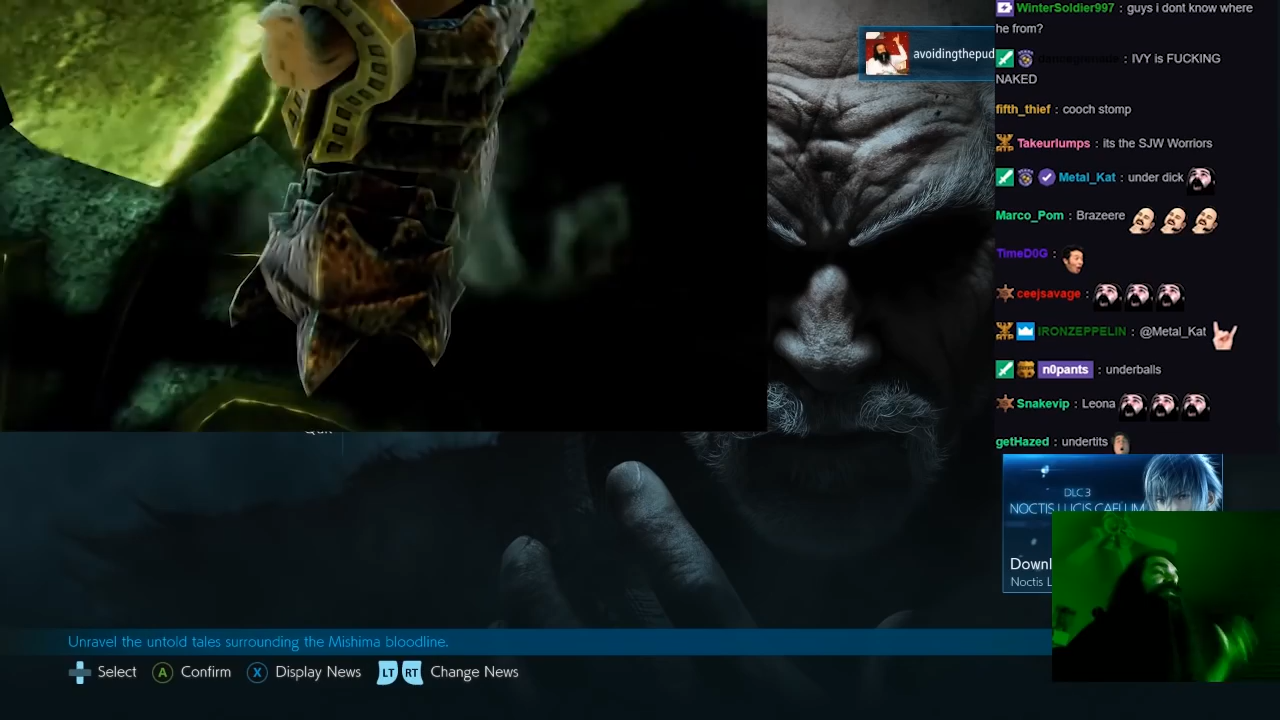 WinterSoldier997 : guys i dont know where
he from?
avoidingthepud
: IVY is FUCKING
NAKED
fifth_thief : cooch stomp
Takeurlumps : its the SJW Worriors
Metal_Kat : under dick
Marco_Pom : Brazeere
TimeD0G :
ceejsavage :
IRONZEPPELIN : @Metal_Kat
n0pants : underballs
Snakevip : Leona
getHazed : undertits
DLC 3
NOCTIS LUCIS CAELUM
Downl
Noctis L
Unravel the untold tales surrounding the Mishima bloodline.
Select A Confirm X Display News LT RT Change News